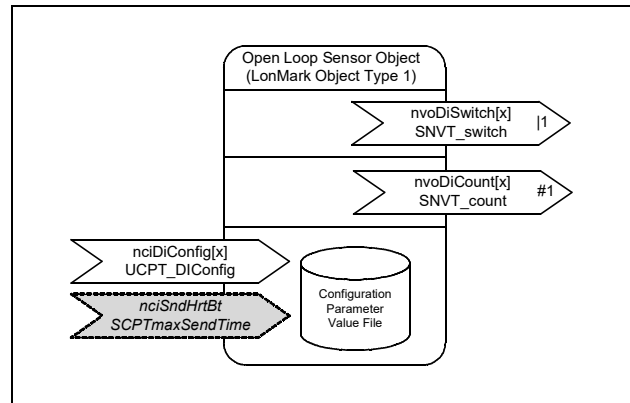 Open Loop Sensor Object
(LonMark Object Type 1)
nvoDiSwitch[x]
SNVT_switch
|1
nvoDiCount[x]
SNVT_count
#1
nciDiConfig[x]
UCPT_DIConfig
nciSndHrtBt
SCPTmaxSendTime
Configuration
Parameter
Value File